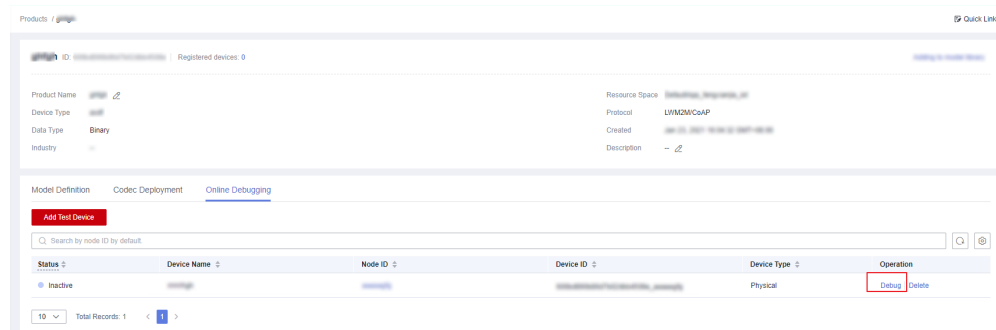 Products /
Quick Link
ID: Registered devices: 0
Product Name
Resource Space
Device Type
Protocol LWM2M/CoAP
Data Type Binary
Created
Industry --
Description --
Model Definition Codec Deployment Online Debugging
Add Test Device
Search by node ID by default.
Status Device Name Node ID Device ID Device Type Operation
Inactive Physical Debug Delete
10 Total Records: 1 < 1 >